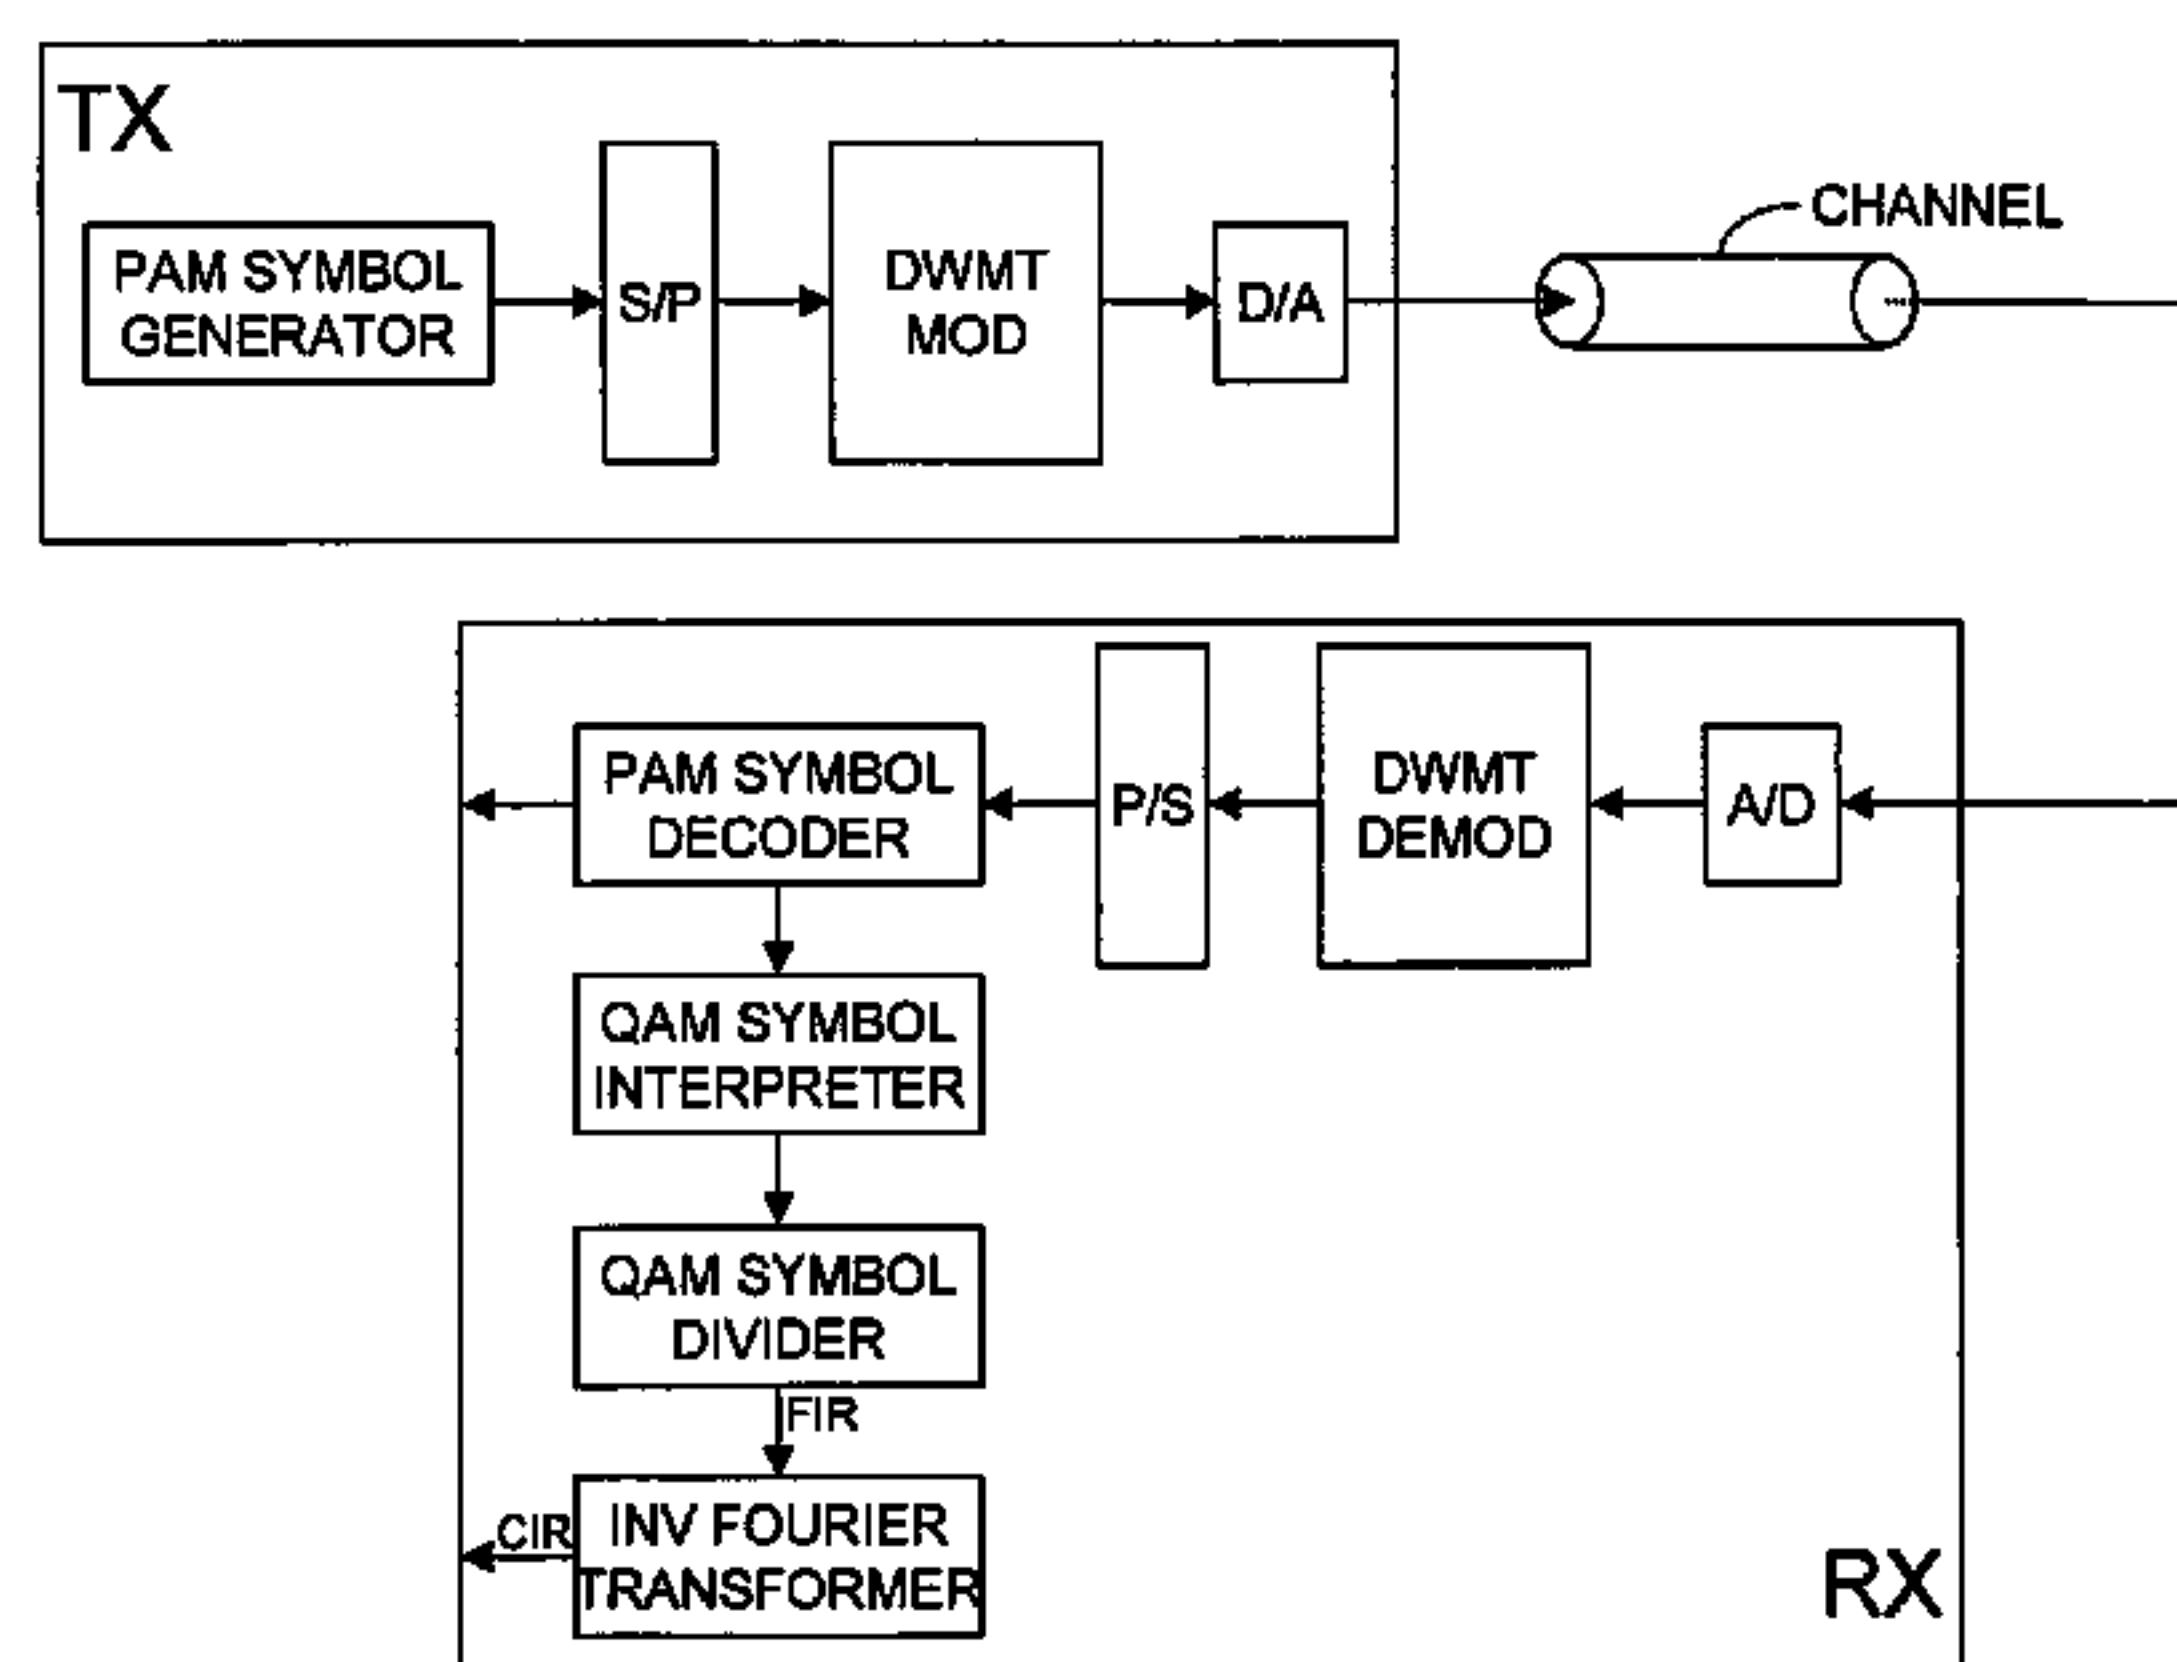 TX
PAM SYMBOL
GENERATOR
S/P
DWMT
MOD
D/A
CHANNEL
PAM SYMBOL
DECODER
P/S
DWMT
DEMOD
A/D
QAM SYMBOL
INTERPRETER
QAM SYMBOL
DIVIDER
FIR
CIR
INV FOURIER
TRANSFORMER
RX